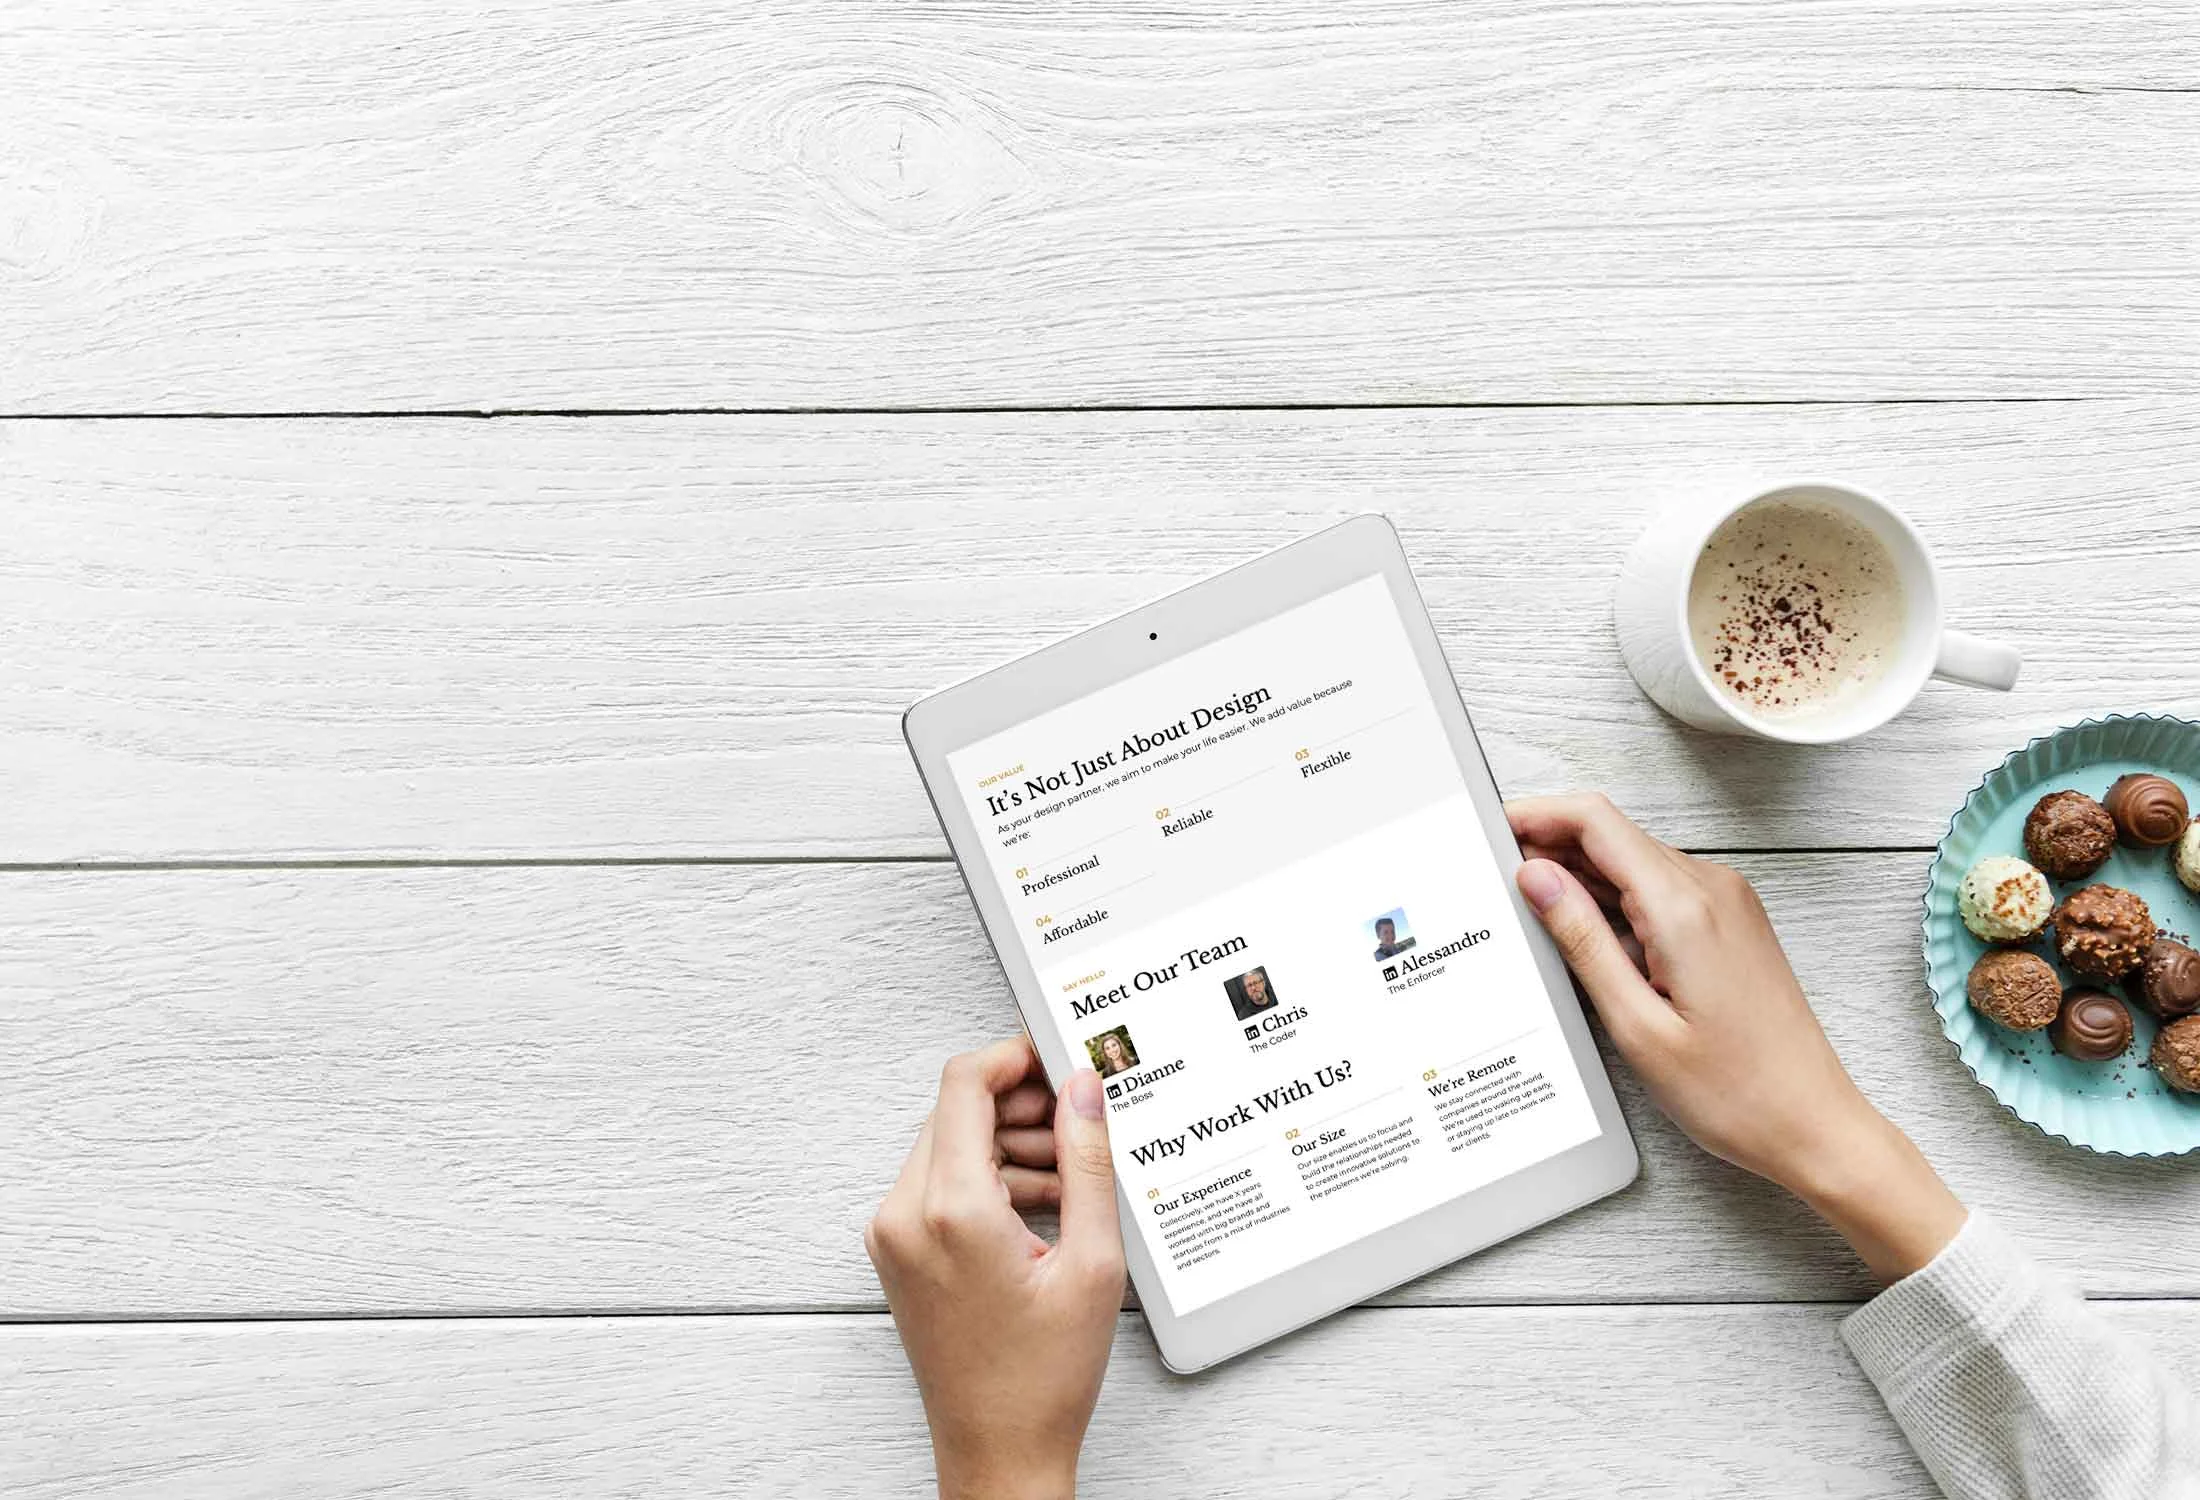 OUR VALUE
It's Not Just About Design
As your design partner, we aim to make your life easier. We add value because
we're:
01
Professional
02
Reliable
03
Flexible
04
Affordable
SAY HELLO
Meet Our Team
in Dianne
The Boss
in Chris
The Coder
in Alessandro
The Enforcer
Why Work With Us?
01
Our Experience
Collectively, we have X years
experience, and we have all
worked with big brands and
startups from a mix of industries
and sectors.
02
Our Size
Our size enables us to focus and
build the relationships needed
to create innovative solutions to
the problems we're solving.
03
We're Remote
We stay connected with
companies around the world.
We're used to waking up early,
or staying up late to work with
our clients.